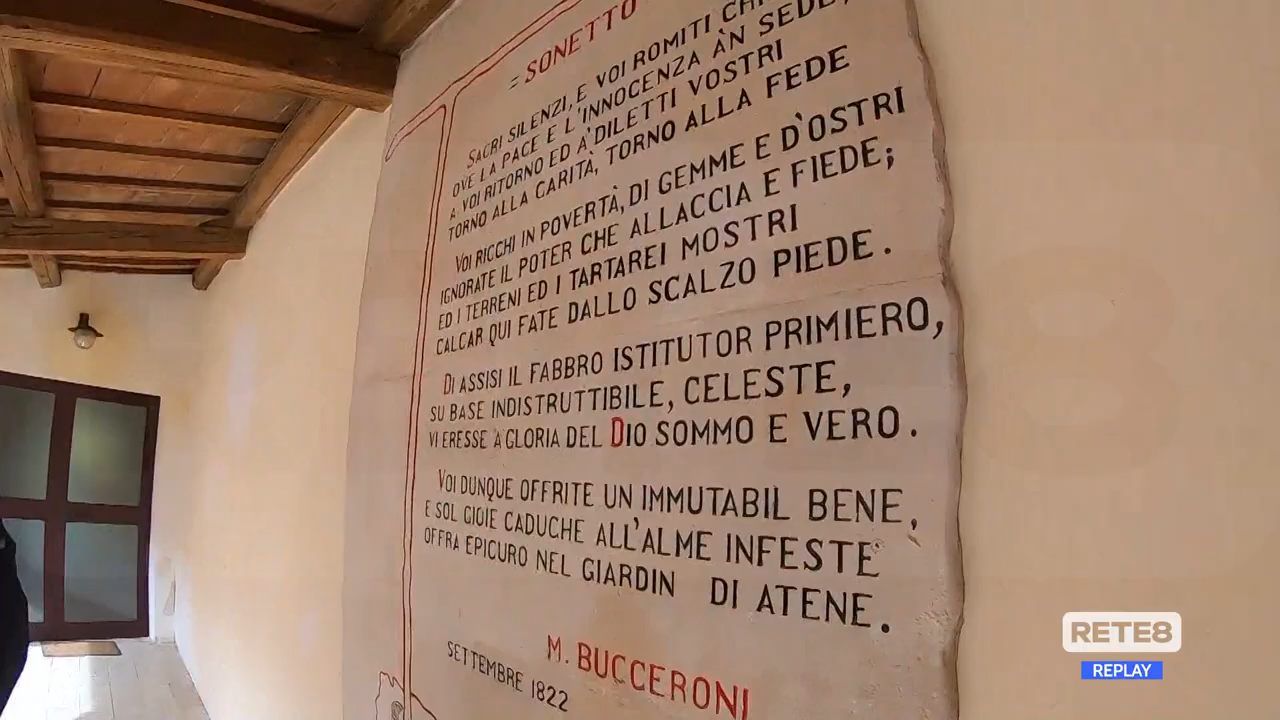 = SONETTO
SACRI SILENZI, E VOI ROMITI
OVE LA PACE E L'INNOCENZA ÀN SEDE,
A VOI RITORNO ED A' DILETTI VOSTRI
TORNO ALLA CARITÀ, TORNO ALLA FEDE
VOI RICCHI IN POVERTÀ, DI GEMME E D'OSTRI
IGNORATE IL POTER CHE ALLACCIA E FIEDE;
ED I TERRENI ED I TARTAREI MOSTRI
CALCAR QUI FATE DALLO SCALZO PIEDE.
DI ASSISI IL FABBRO ISTITUTOR PRIMIERO,
SU BASE INDISTRUTTIBILE, CELESTE,
VI ERESSE A GLORIA DEL DIO SOMMO E VERO.
VOI DUNQUE OFFRITE UN IMMUTABIL BENE,
E SOL GIOIE CADUCHE ALL'ALME INFESTE
OFFRA EPICURO NEL GIARDIN DI ATENE.
M. BUCCERONI
SETTEMBRE 1822
RETE8
REPLAY